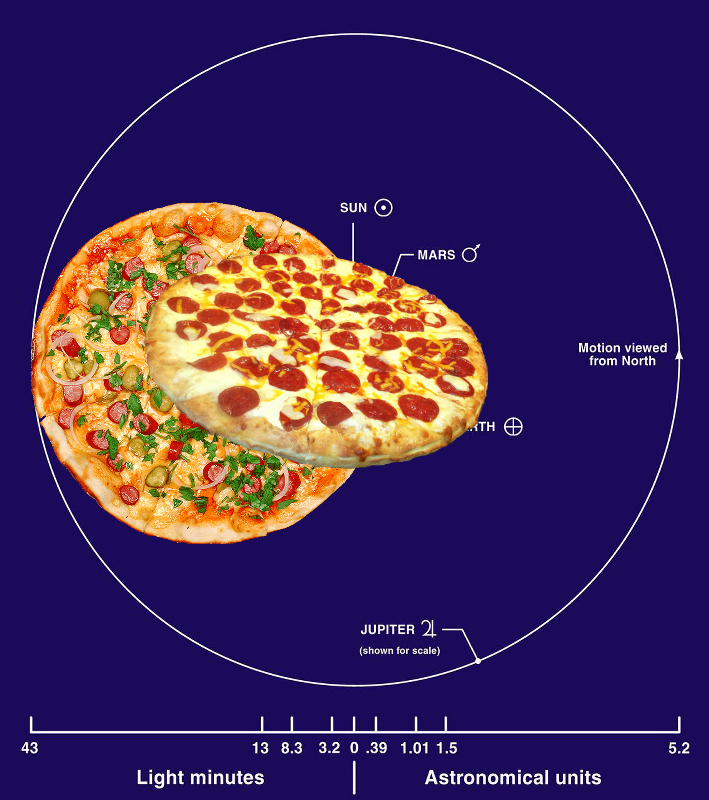 SUN
MARS
Motion viewed
from North
RTH
JUPITER
(shown for scale)
43 13 8.3 3.2 0 .39 1.01 1.5 5.2
Light minutes
Astronomical units